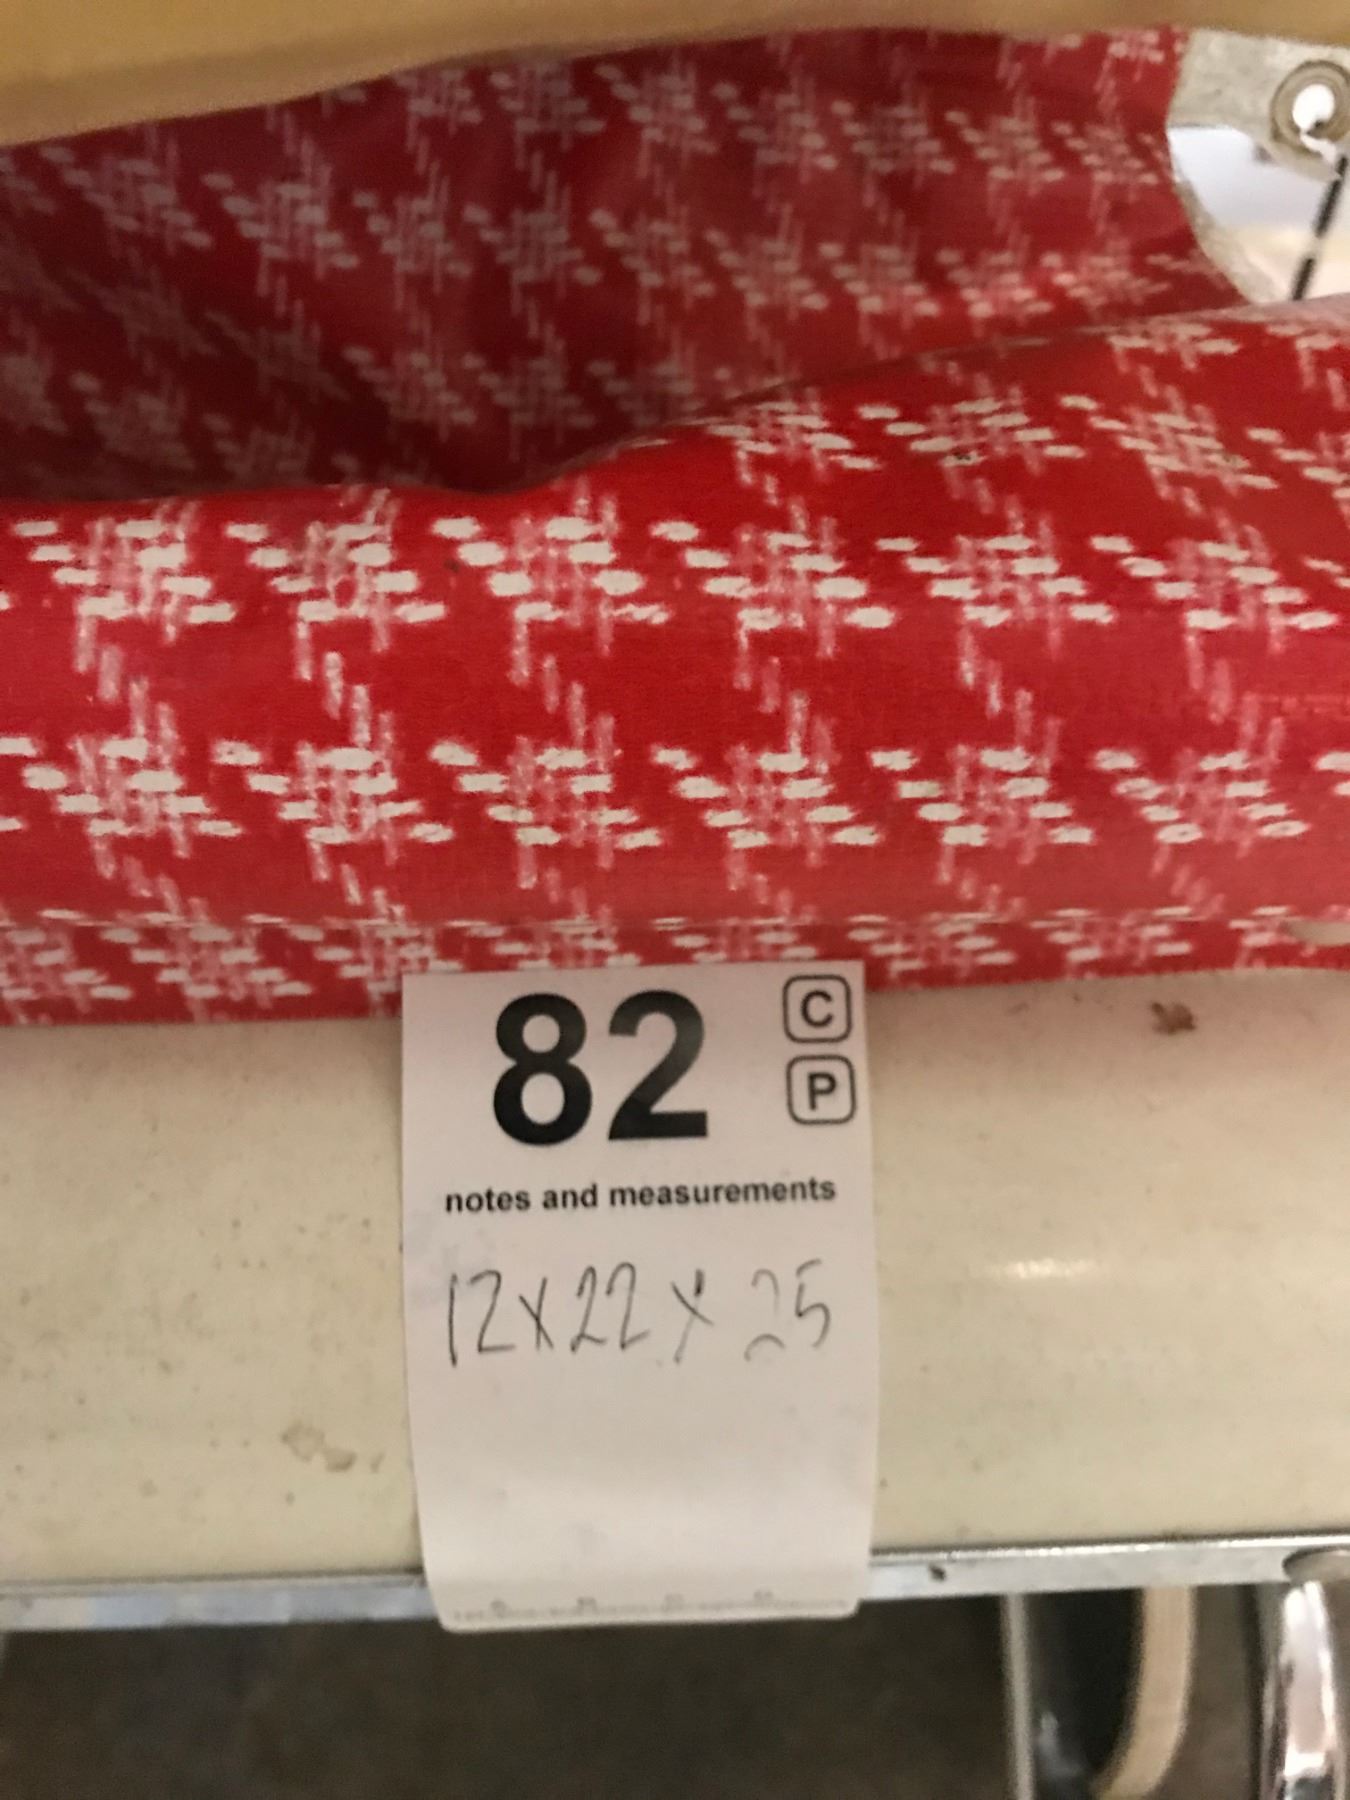 82
C
P
notes and measurements
12x22x25